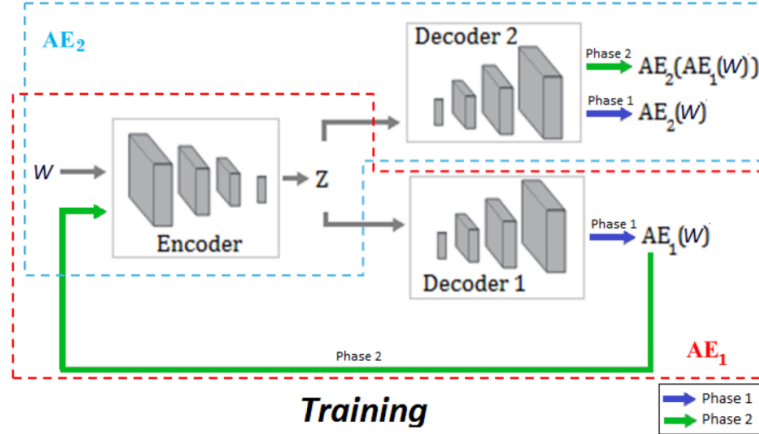 AE₂
Decoder 2
Phase 2
AE₂(AE₁(W))
Phase 1
AE₂(W)
W
Z
Encoder
Phase 1
AE₁(W)
Decoder 1
Phase 2
AE₁
Training
Phase 1
Phase 2